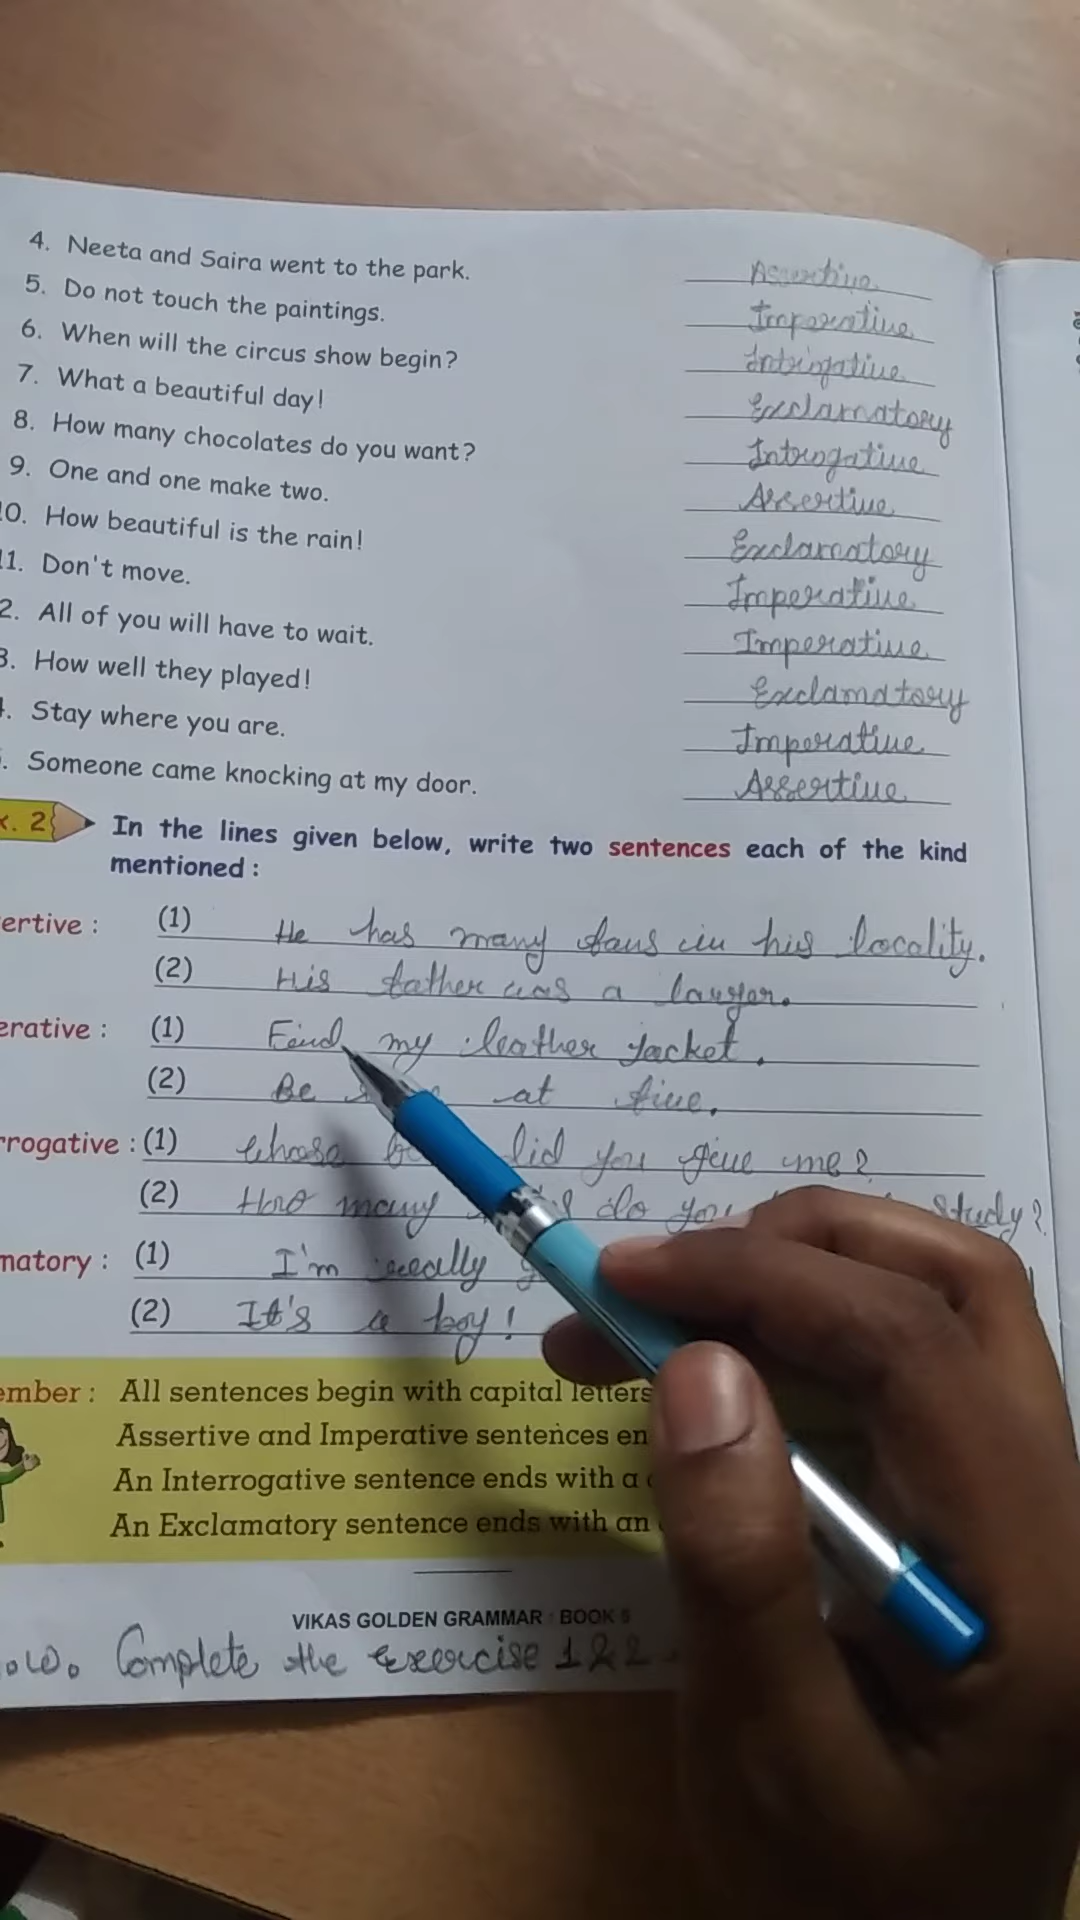 4. Neeta and Saira went to the park. Assertive
5. Do not touch the paintings. Imperative
6. When will the circus show begin? Intrigative
7. What a beautiful day! Exclamatory
8. How many chocolates do you want? Introgative
9. One and one make two. Assertive
10. How beautiful is the rain! Exclamatory
11. Don't move. Imperative
2. All of you will have to wait. Imperative
3. How well they played! Exclamatory
. Stay where you are. Imperative
. Someone came knocking at my door. Assertive
x. 2 In the lines given below, write two sentences each of the kind
mentioned :
ertive : (1) He has many fans in his locality.
(2) His father was a lawyer.
erative : (1) Find my leather jacket.
(2) Be at five.
rrogative : (1) whose did you give me?
(2) How many do you study?
matory : (1) I'm really
(2) It's a boy!
ember : All sentences begin with capital letters
Assertive and Imperative sentences en
An Interrogative sentence ends with a
An Exclamatory sentence ends with an
VIKAS GOLDEN GRAMMAR : BOOK 5
.W. Complete the exercise 1 & 2.